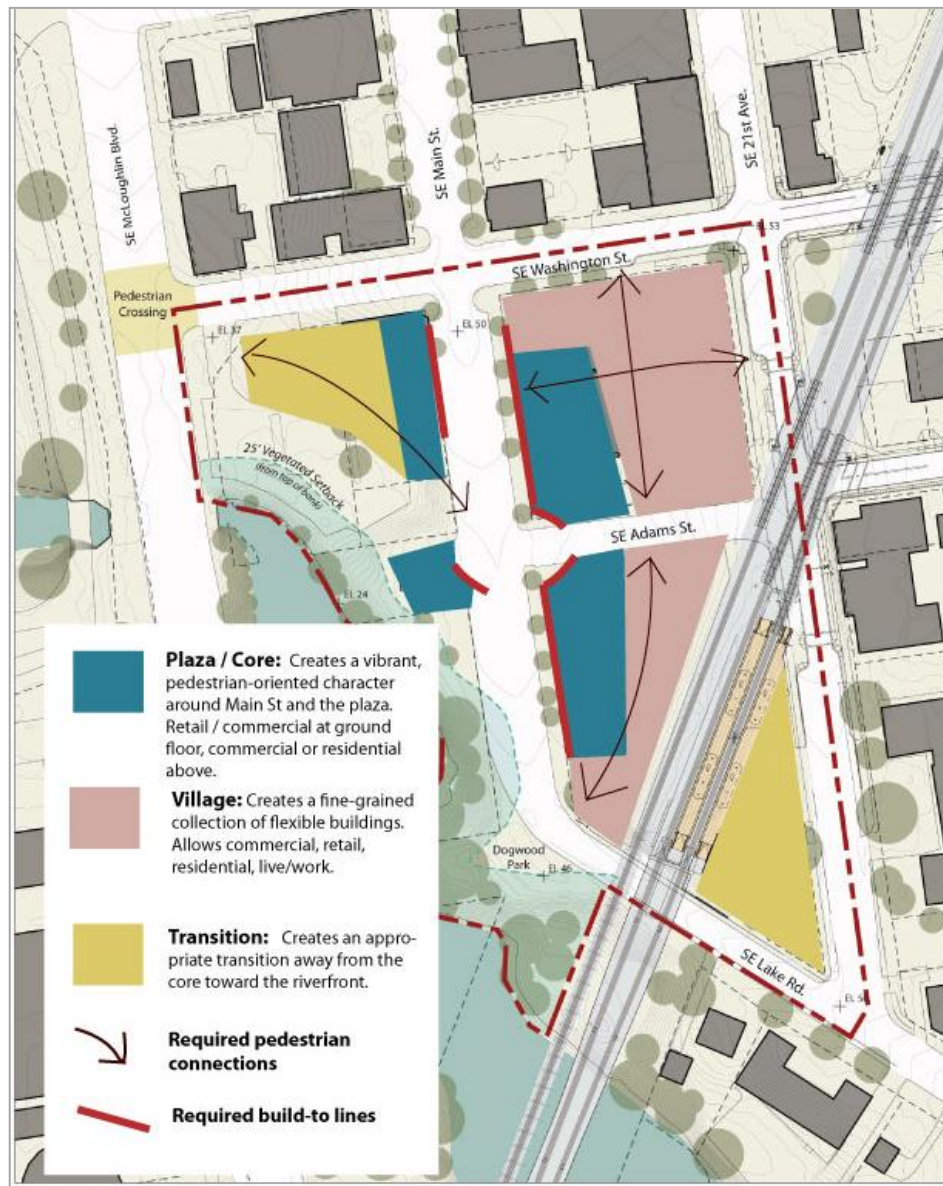 SE McLoughlin Blvd.
SE Main St.
SE 21st Ave.
EL 53
SE Washington St.
Pedestrian
Crossing
EL 37
EL 50
25' Vegetated Setback
(from top of bank)
SE Adams St.
EL 24
Plaza / Core: Creates a vibrant,
pedestrian-oriented character
around Main St and the plaza.
Retail / commercial at ground
floor, commercial or residential
above.
Village: Creates a fine-grained
collection of flexible buildings.
Allows commercial, retail,
residential, live/work.
Dogwood
Park
EL 46
Transition: Creates an appro-
priate transition away from the
core toward the riverfront.
SE Lake Rd.
Required pedestrian
connections
Required build-to lines